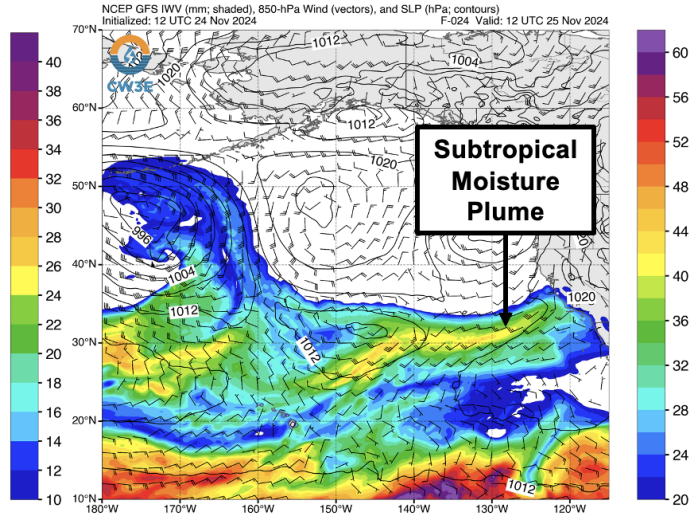 NCEP GFS IWV (mm; shaded), 850-hPa Wind (vectors), and SLP (hPa; contours)
Initialized: 12 UTC 24 Nov 2024 F-024 Valid: 12 UTC 25 Nov 2024
70°N
60°N
50°N
40°N
30°N
20°N
10°N
180°W 170°W 160°W 150°W 140°W 130°W 120°W
CW3E
40
38
36
34
32
30
28
26
24
22
20
18
16
14
12
10
60
56
52
48
44
40
36
32
28
24
20
Subtropical
Moisture
Plume
1012
1004
1020
1012
1020
996
1004
1012
1012
1020
1012